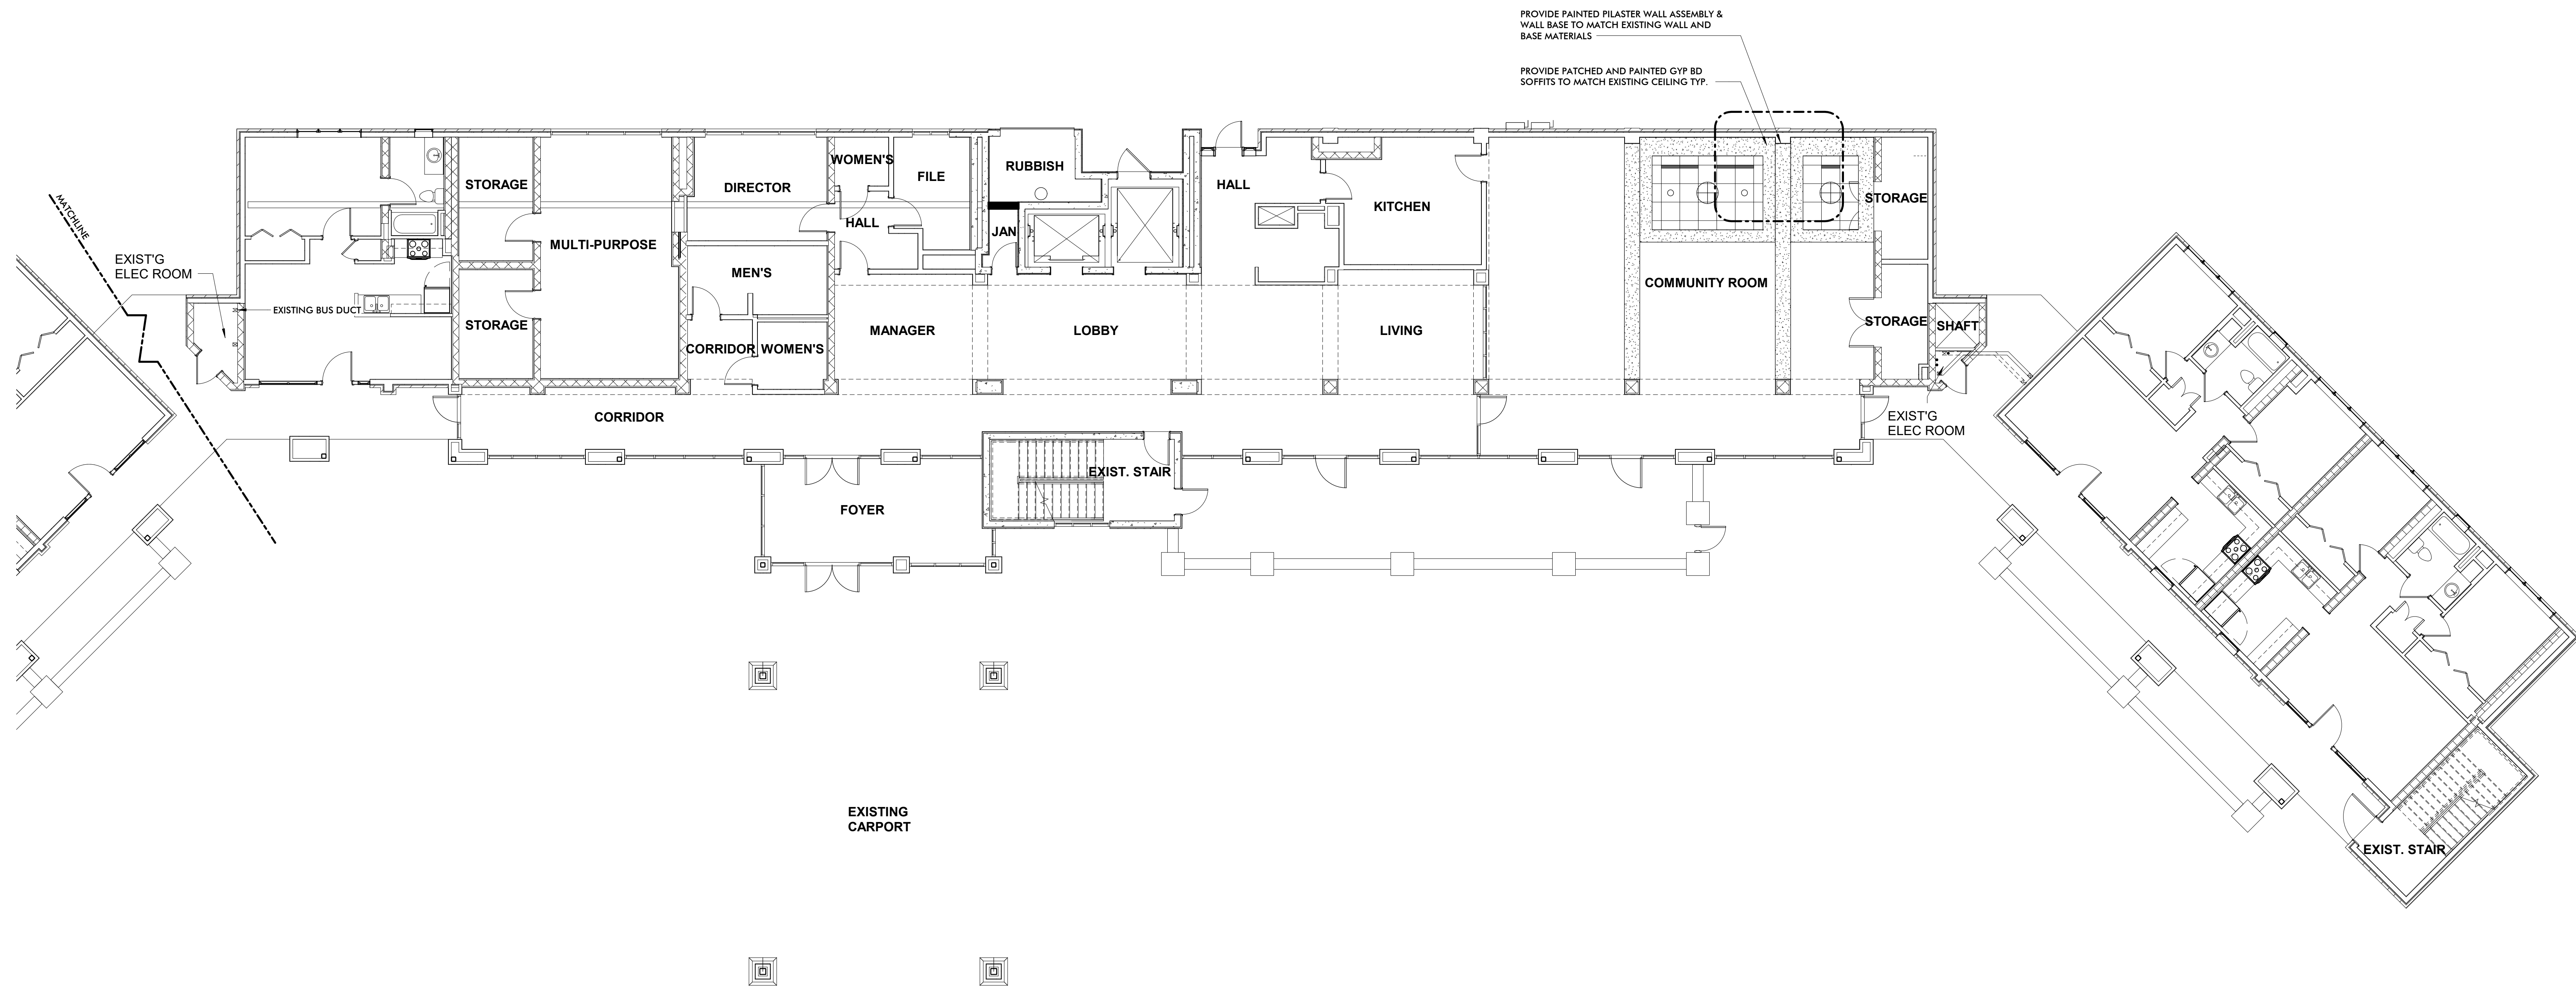 PROVIDE PAINTED PILASTER WALL ASSEMBLY &
WALL BASE TO MATCH EXISTING WALL AND
BASE MATERIALS
PROVIDE PATCHED AND PAINTED GYP BD
SOFFITS TO MATCH EXISTING CEILING TYP.
MATCHLINE
EXIST'G
ELEC ROOM
EXISTING BUS DUCT
STORAGE
STORAGE
MULTI-PURPOSE
DIRECTOR
WOMEN'S
FILE
HALL
MEN'S
CORRIDOR
WOMEN'S
RUBBISH
JAN
MANAGER
LOBBY
HALL
KITCHEN
LIVING
COMMUNITY ROOM
STORAGE
STORAGE
SHAFT
EXIST'G
ELEC ROOM
CORRIDOR
EXIST. STAIR
FOYER
EXISTING
CARPORT
EXIST. STAIR